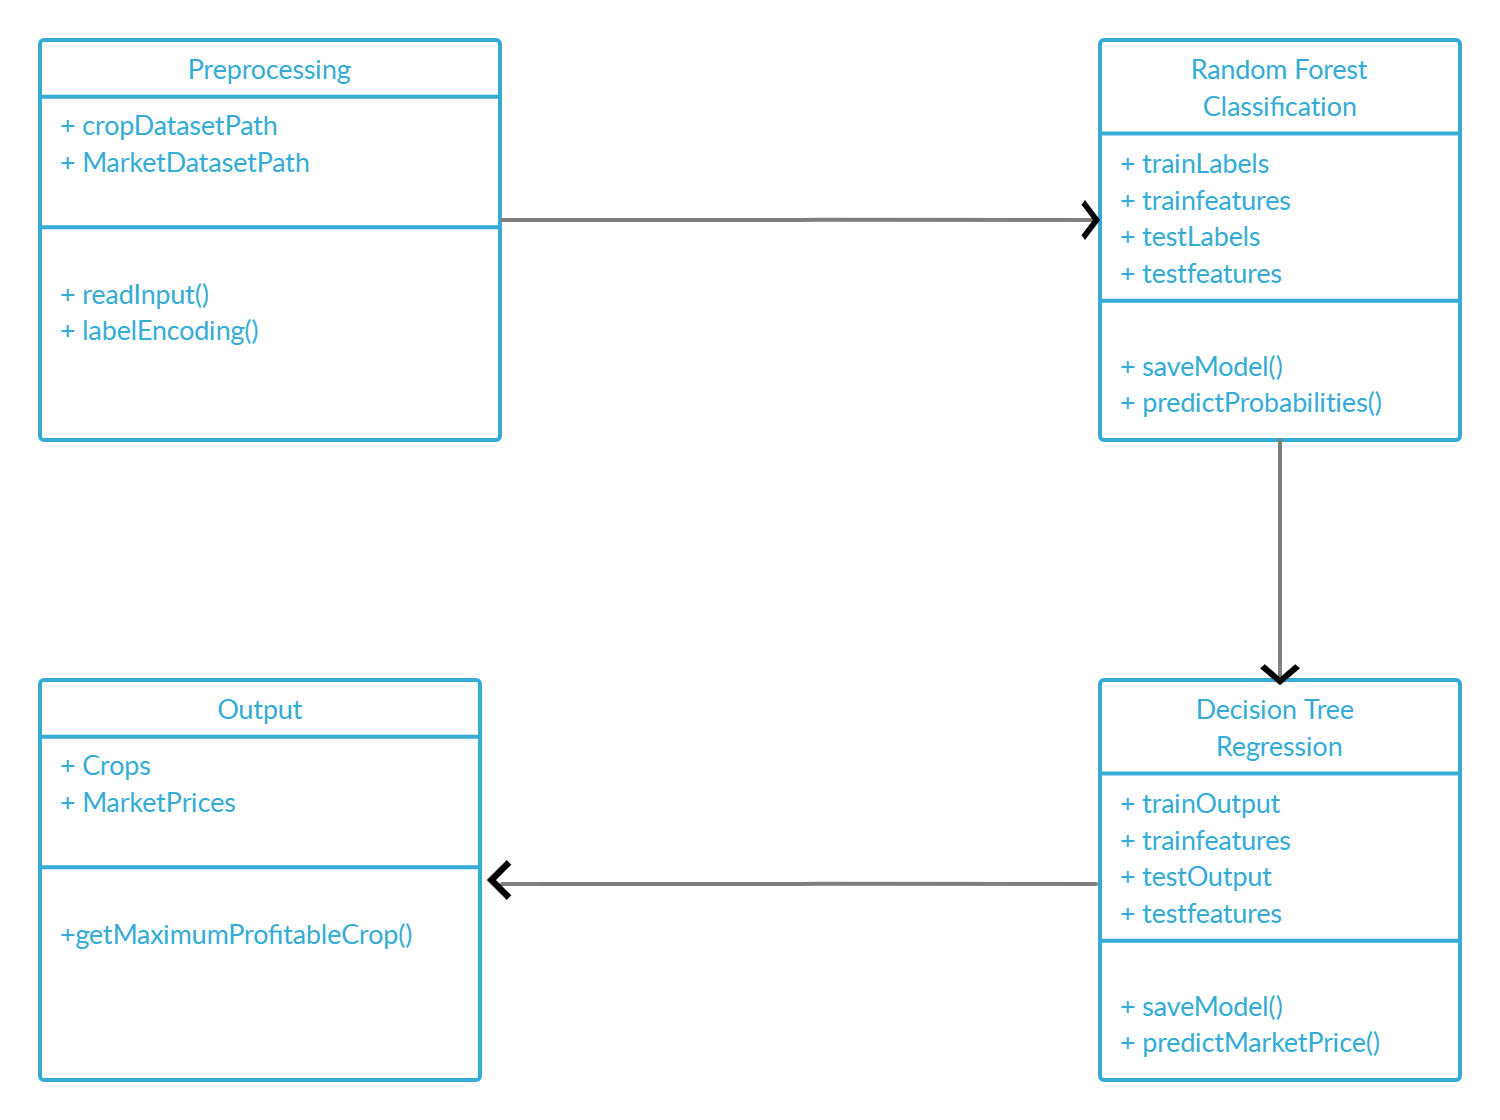 Preprocessing
+ cropDatasetPath
+ MarketDatasetPath
+ readInput()
+ labelEncoding()
Random Forest
Classification
+ trainLabels
+ trainfeatures
+ testLabels
+ testfeatures
+ saveModel()
+ predictProbabilities()
Output
+ Crops
+ MarketPrices
+getMaximumProfitableCrop()
Decision Tree
Regression
+ trainOutput
+ trainfeatures
+ testOutput
+ testfeatures
+ saveModel()
+ predictMarketPrice()